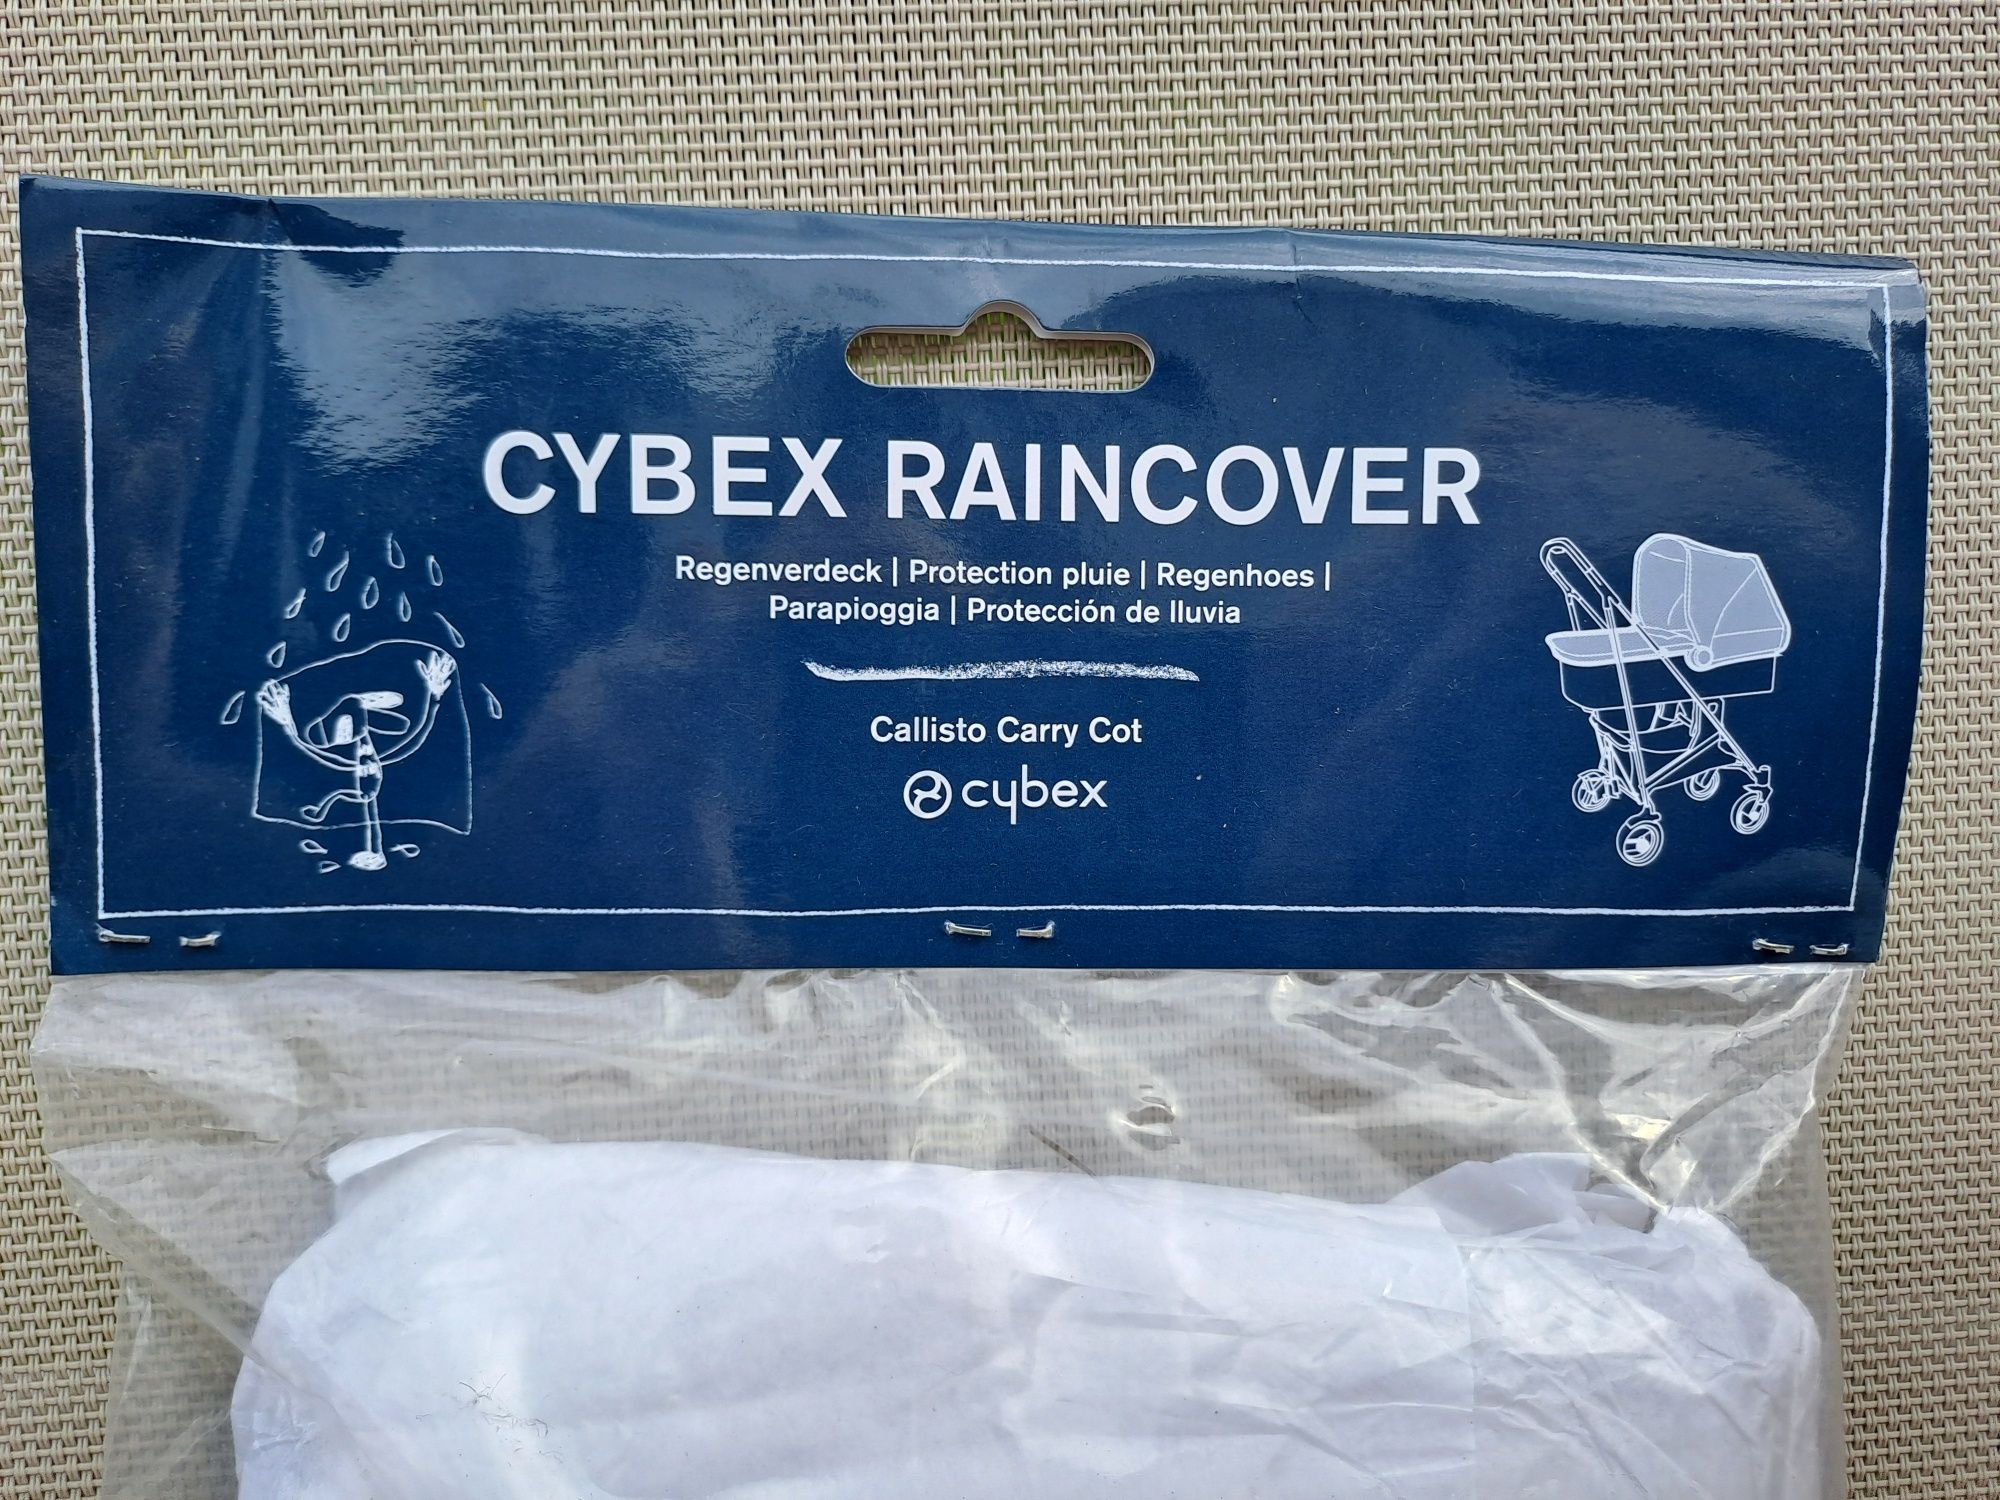 CYBEX RAINCOVER
Regenverdeck | Protection pluie | Regenhoes |
Parapioggia | Protección de lluvia
Callisto Carry Cot
cybex